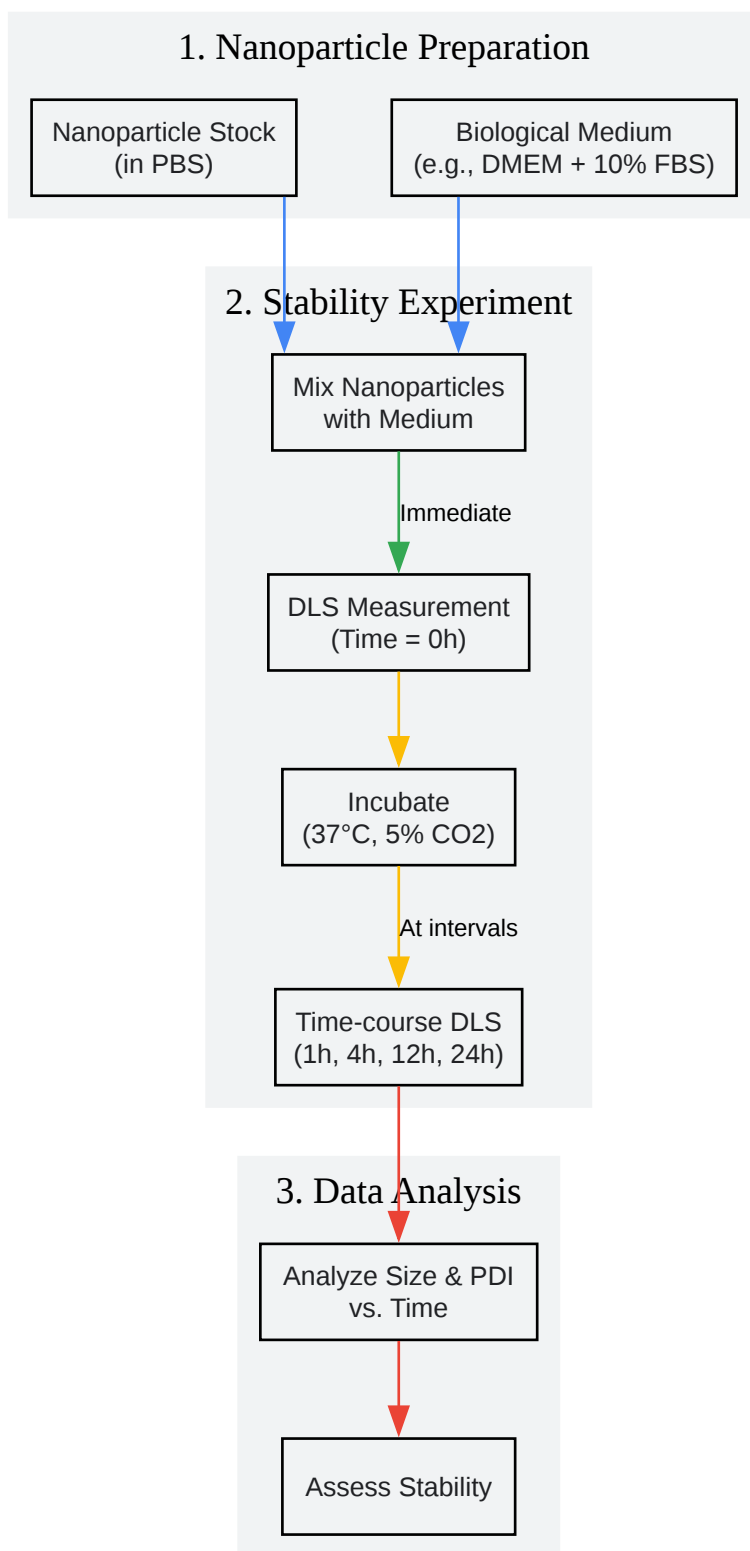 1. Nanoparticle Preparation
Nanoparticle Stock
(in PBS)
Biological Medium
(e.g., DMEM + 10% FBS)
2. Stability Experiment
Mix Nanoparticles
with Medium
Immediate
DLS Measurement
(Time = 0h)
Incubate
(37°C, 5% CO2)
At intervals
Time-course DLS
(1h, 4h, 12h, 24h)
3. Data Analysis
Analyze Size & PDI
vs. Time
Assess Stability